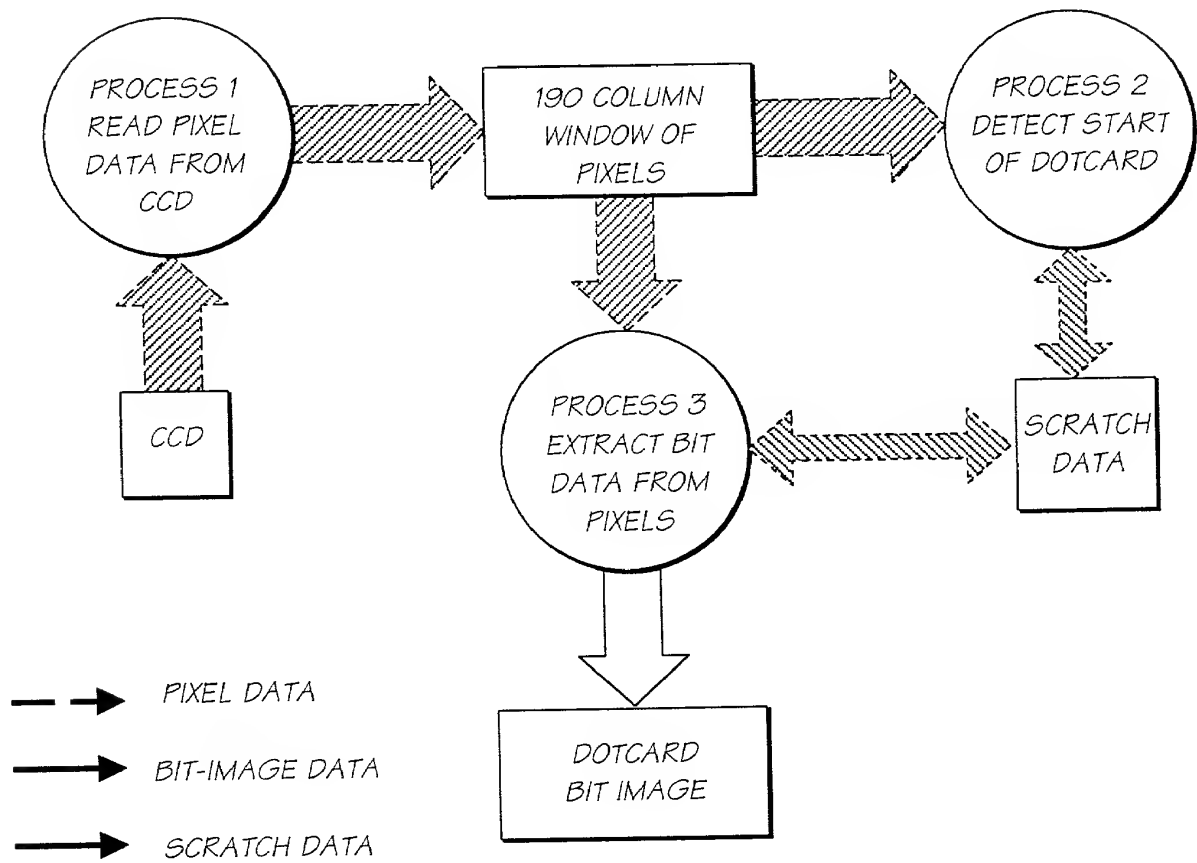 PROCESS 1
READ PIXEL
DATA FROM
CCD
190 COLUMN
WINDOW OF
PIXELS
PROCESS 2
DETECT START
OF DOTCARD
CCD
PROCESS 3
EXTRACT BIT
DATA FROM
PIXELS
SCRATCH
DATA
PIXEL DATA
BIT-IMAGE DATA
SCRATCH DATA
DOTCARD
BIT IMAGE